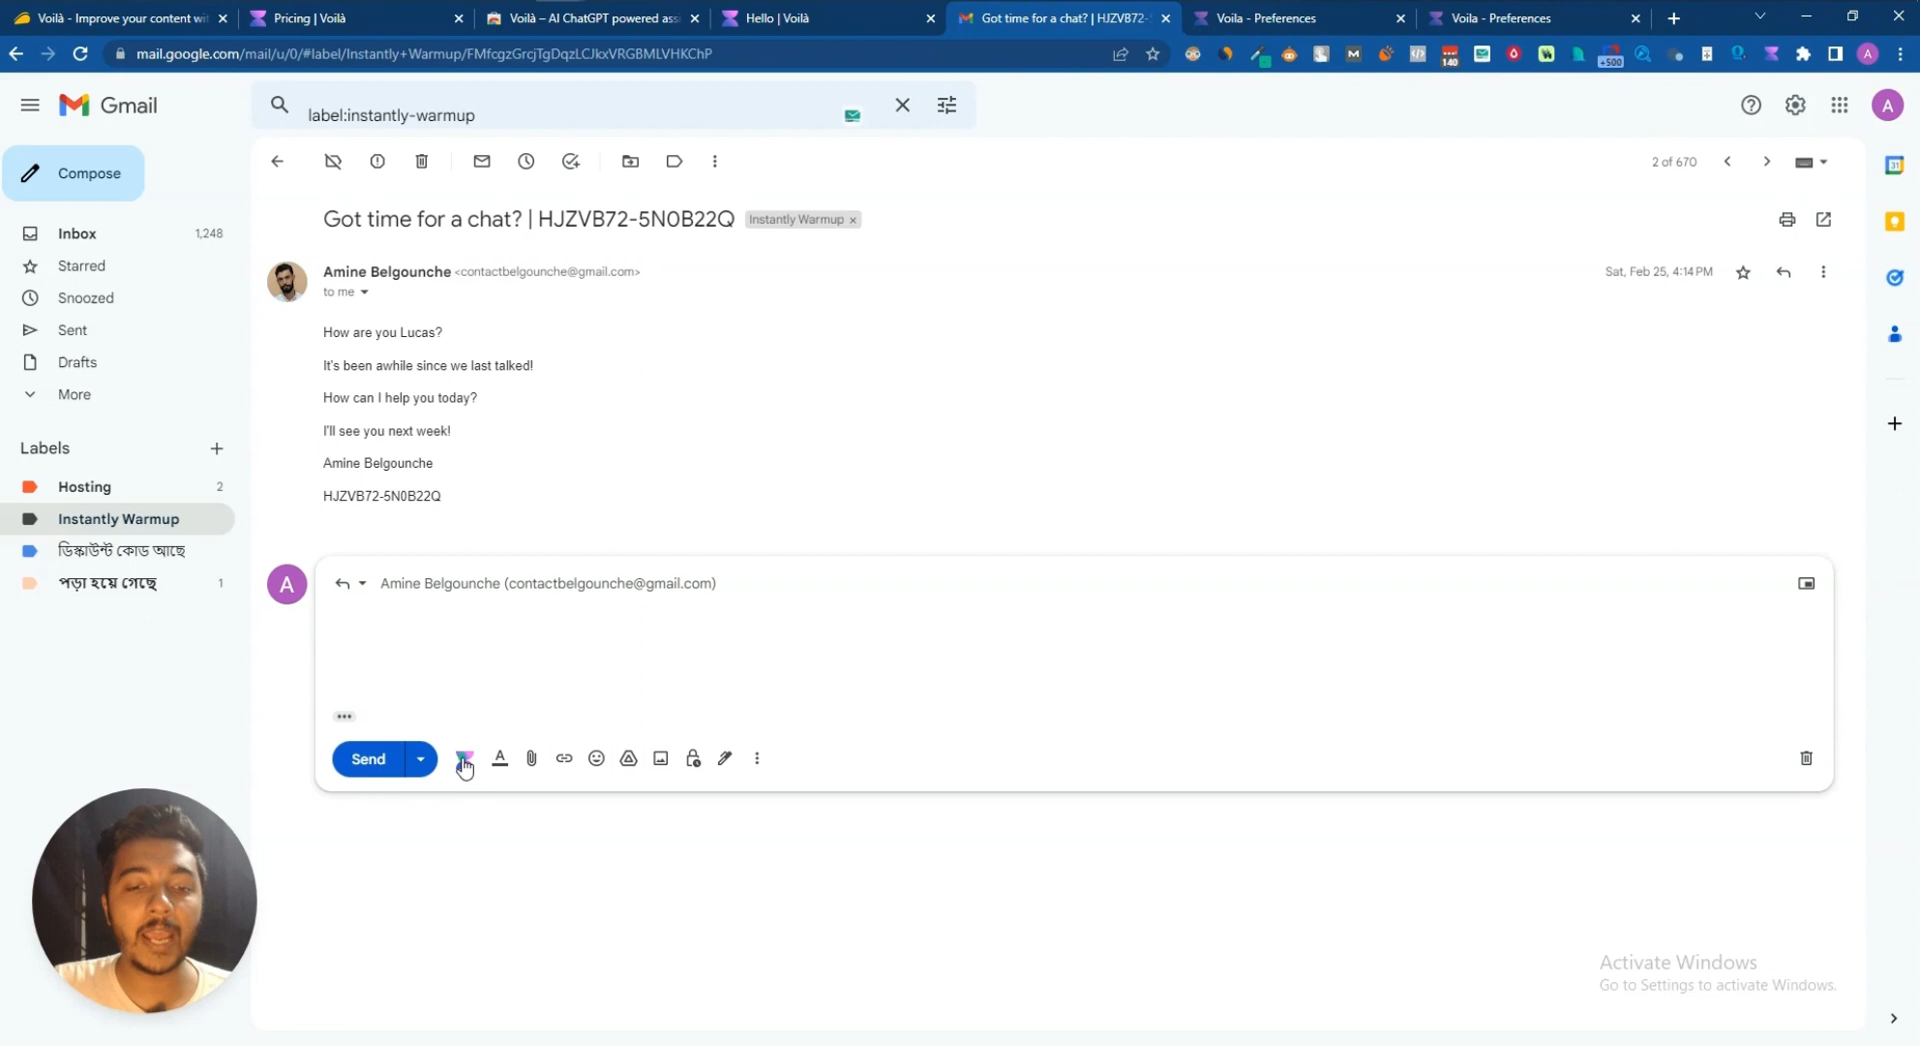 Voilà - Improve your content wit
Pricing | Voilà
Voilà – AI ChatGPT powered ass
Hello | Voilà
Got time for a chat? | HJZVB72-
Voila - Preferences
Voila - Preferences
mail.google.com/mail/u/0/#label/Instantly+Warmup/FMfcgzGrcjTgDqzLCJkxVRGBMLVHKChP
140
+500
A
Gmail
label:instantly-warmup
A
Compose
2 of 670
31
Got time for a chat? | HJZVB72-5N0B22Q
Instantly Warmup ×
Inbox 1,248
Starred
Snoozed
Sent
Drafts
More
Amine Belgounche <contactbelgounche@gmail.com>
Sat, Feb 25, 4:14 PM
to me
How are you Lucas?
It's been awhile since we last talked!
How can I help you today?
I'll see you next week!
Amine Belgounche
HJZVB72-5N0B22Q
Labels
Hosting 2
Instantly Warmup
ডিস্কাউন্ট কোড আছে
পড়া হয়ে গেছে 1
A
Amine Belgounche (contactbelgounche@gmail.com)
Send
Activate Windows
Go to Settings to activate Windows.